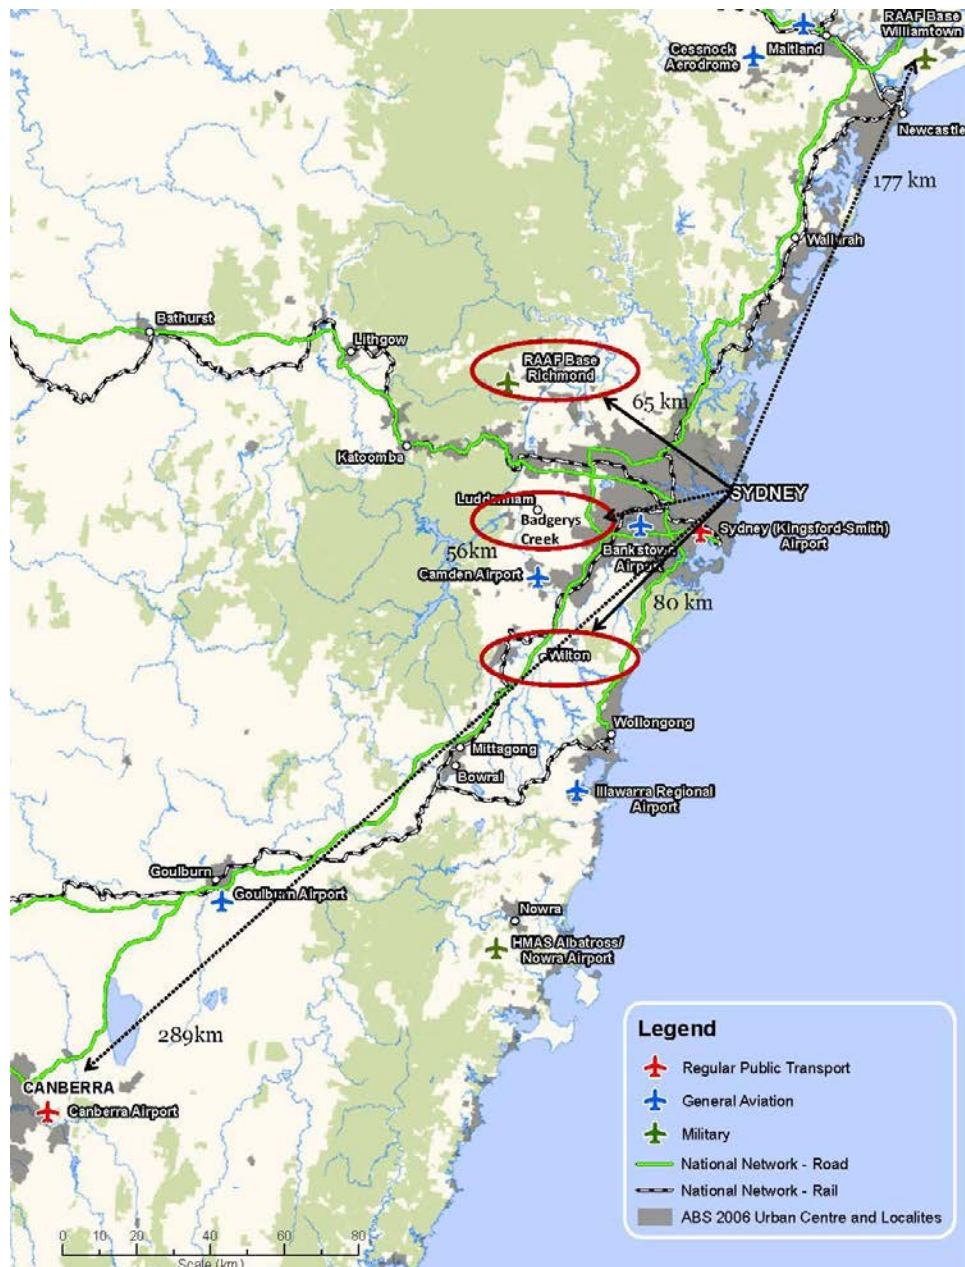 RAAF Base
Williamtown
Cessnock
Aerodrome
Maitland
Newcastle
177 km
Wallarah
Bathurst
Lithgow
RAAF Base
Richmond
65 km
Katoomba
Luddenham
SYDNEY
Badgerys
Creek
Sydney (Kingsford-Smith)
Airport
Bankstown
Airport
56km
Camden Airport
80 km
Wilton
Wollongong
Mittagong
Bowral
Illawarra Regional
Airport
Goulburn
Goulburn Airport
Nowra
HMAS Albatross/
Nowra Airport
289km
CANBERRA
Canberra Airport
Legend
Regular Public Transport
General Aviation
Military
National Network - Road
National Network - Rail
ABS 2006 Urban Centre and Localites
0 10 20 40 60 80
Scale (km)